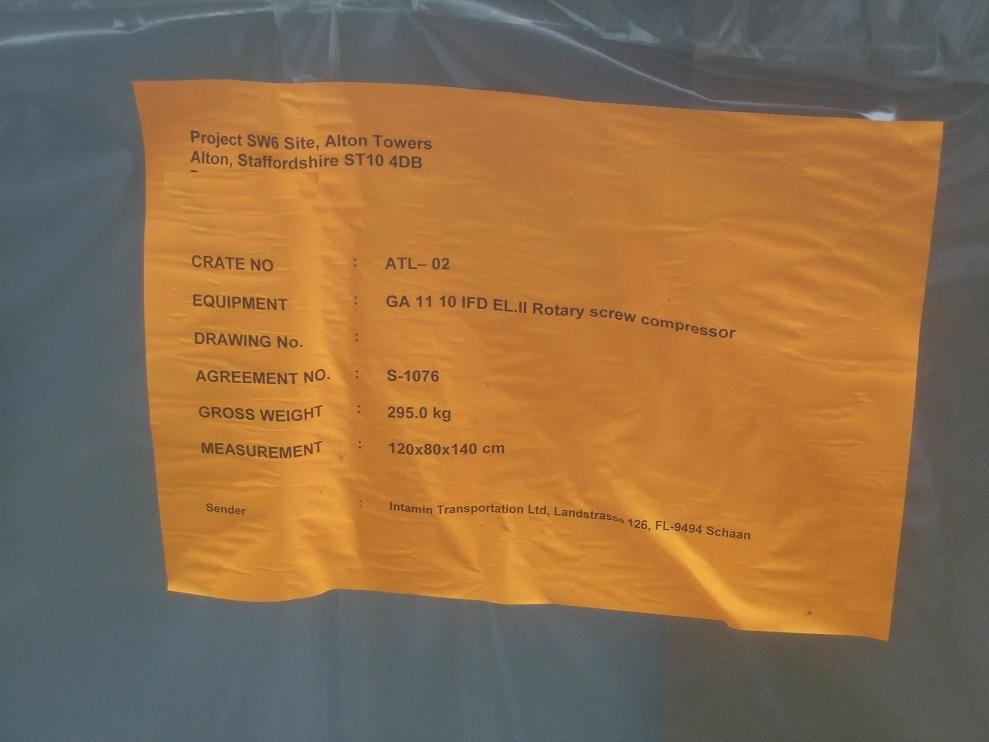 Project SW6 Site, Alton Towers
Alton, Staffordshire ST10 4DB
CRATE NO : ATL– 02
EQUIPMENT : GA 11 10 IFD EL.II Rotary screw compressor
DRAWING No. :
AGREEMENT NO. : S-1076
GROSS WEIGHT : 295.0 kg
MEASUREMENT : 120x80x140 cm
Sender : Intamin Transportation Ltd, Landstrasse 126, FL-9494 Schaan